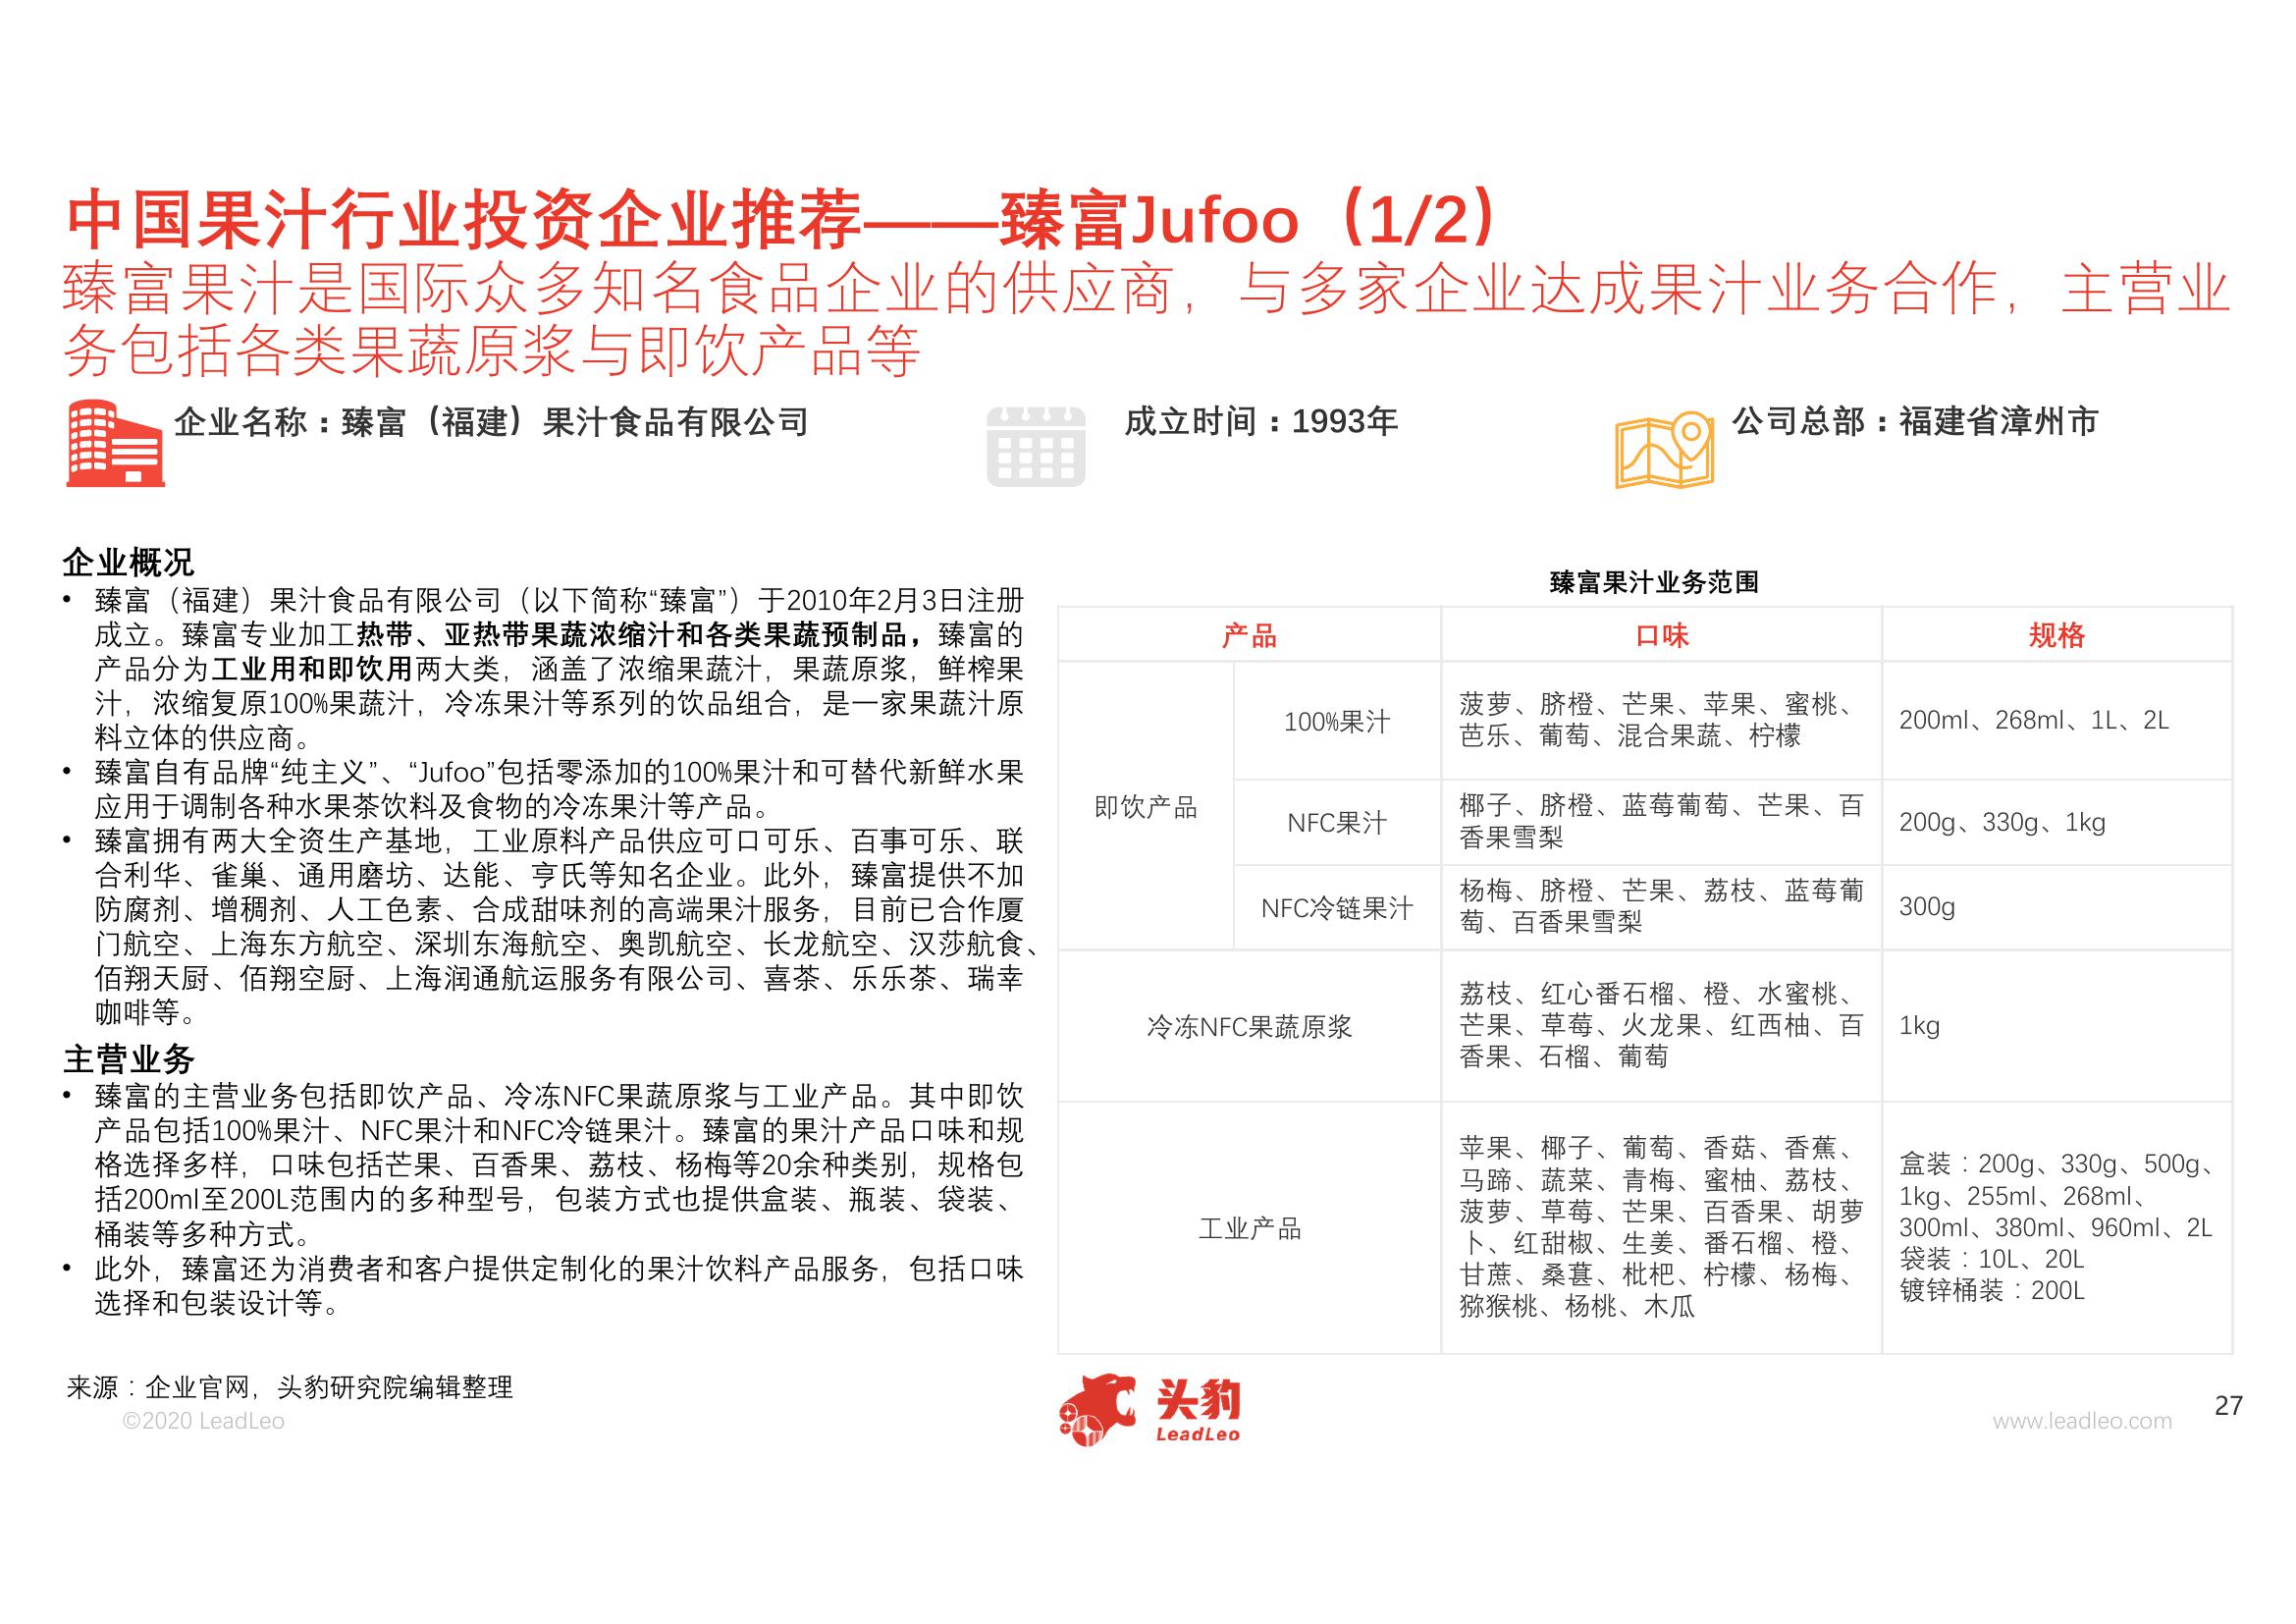 中国果汁行业投资企业推荐——臻富Jufoo（1/2）
臻富果汁是国际众多知名食品企业的供应商，与多家企业达成果汁业务合作，主营业
务包括各类果蔬原浆与即饮产品等
企业名称：臻富（福建）果汁食品有限公司
成立时间：1993年
公司总部：福建省漳州市
企业概况
• 臻富（福建）果汁食品有限公司（以下简称“臻富”）于2010年2月3日注册
成立。臻富专业加工热带、亚热带果蔬浓缩汁和各类果蔬预制品，臻富的
产品分为工业用和即饮用两大类，涵盖了浓缩果蔬汁，果蔬原浆，鲜榨果
汁，浓缩复原100%果蔬汁，冷冻果汁等系列的饮品组合，是一家果蔬汁原
料立体的供应商。
• 臻富自有品牌“纯主义”、“Jufoo”包括零添加的100%果汁和可替代新鲜水果
应用于调制各种水果茶饮料及食物的冷冻果汁等产品。
• 臻富拥有两大全资生产基地，工业原料产品供应可口可乐、百事可乐、联
合利华、雀巢、通用磨坊、达能、亨氏等知名企业。此外，臻富提供不加
防腐剂、增稠剂、人工色素、合成甜味剂的高端果汁服务，目前已合作厦
门航空、上海东方航空、深圳东海航空、奥凯航空、长龙航空、汉莎航食、
佰翔天厨、佰翔空厨、上海润通航运服务有限公司、喜茶、乐乐茶、瑞幸
咖啡等。
主营业务
• 臻富的主营业务包括即饮产品、冷冻NFC果蔬原浆与工业产品。其中即饮
产品包括100%果汁、NFC果汁和NFC冷链果汁。臻富的果汁产品口味和规
格选择多样，口味包括芒果、百香果、荔枝、杨梅等20余种类别，规格包
括200ml至200L范围内的多种型号，包装方式也提供盒装、瓶装、袋装、
桶装等多种方式。
• 此外，臻富还为消费者和客户提供定制化的果汁饮料产品服务，包括口味
选择和包装设计等。
臻富果汁业务范围
产品 口味 规格
即饮产品
100%果汁
菠萝、脐橙、芒果、苹果、蜜桃、
芭乐、葡萄、混合果蔬、柠檬
200ml、268ml、1L、2L
NFC果汁
椰子、脐橙、蓝莓葡萄、芒果、百
香果雪梨
200g、330g、1kg
NFC冷链果汁
杨梅、脐橙、芒果、荔枝、蓝莓葡
萄、百香果雪梨
300g
冷冻NFC果蔬原浆
荔枝、红心番石榴、橙、水蜜桃、
芒果、草莓、火龙果、红西柚、百
香果、石榴、葡萄
1kg
工业产品
苹果、椰子、葡萄、香菇、香蕉、
马蹄、蔬菜、青梅、蜜柚、荔枝、
菠萝、草莓、芒果、百香果、胡萝
卜、红甜椒、生姜、番石榴、橙、
甘蔗、桑葚、枇杷、柠檬、杨梅、
猕猴桃、杨桃、木瓜
盒装：200g、330g、500g、
1kg、255ml、268ml、
300ml、380ml、960ml、2L
袋装：10L、20L
镀锌桶装：200L
来源：企业官网，头豹研究院编辑整理
©2020 LeadLeo
头豹
LeadLeo
www.leadleo.com
27